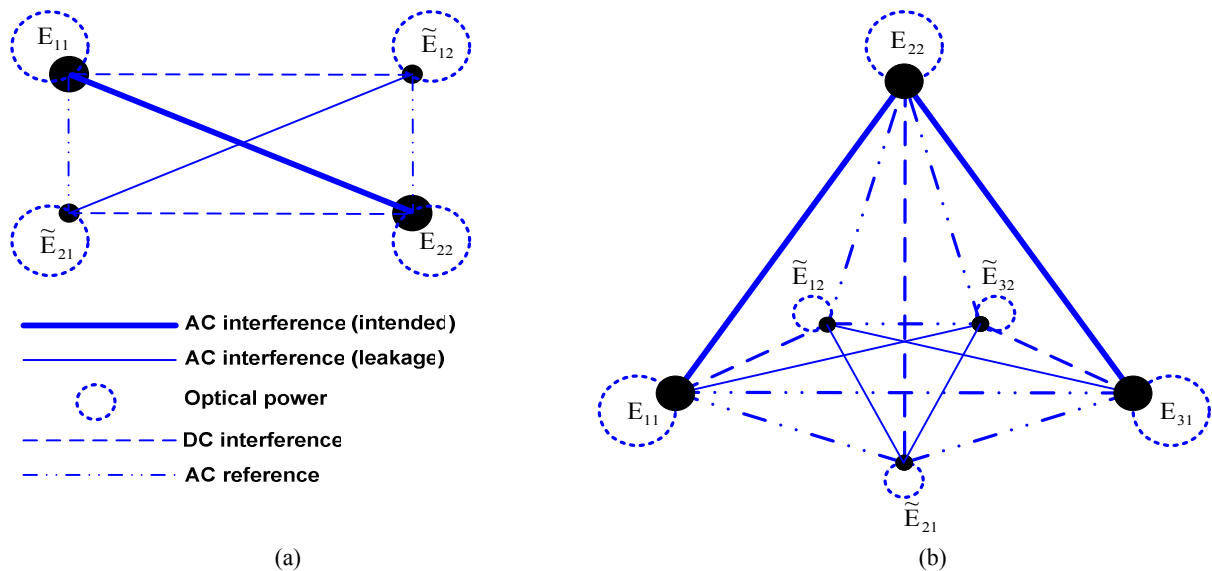 E₁₁
Ẽ₁₂
Ẽ₂₁
E₂₂
AC interference (intended)
AC interference (leakage)
Optical power
DC interference
AC reference
(a)
E₂₂
Ẽ₁₂
Ẽ₃₂
E₁₁
E₃₁
Ẽ₂₁
(b)